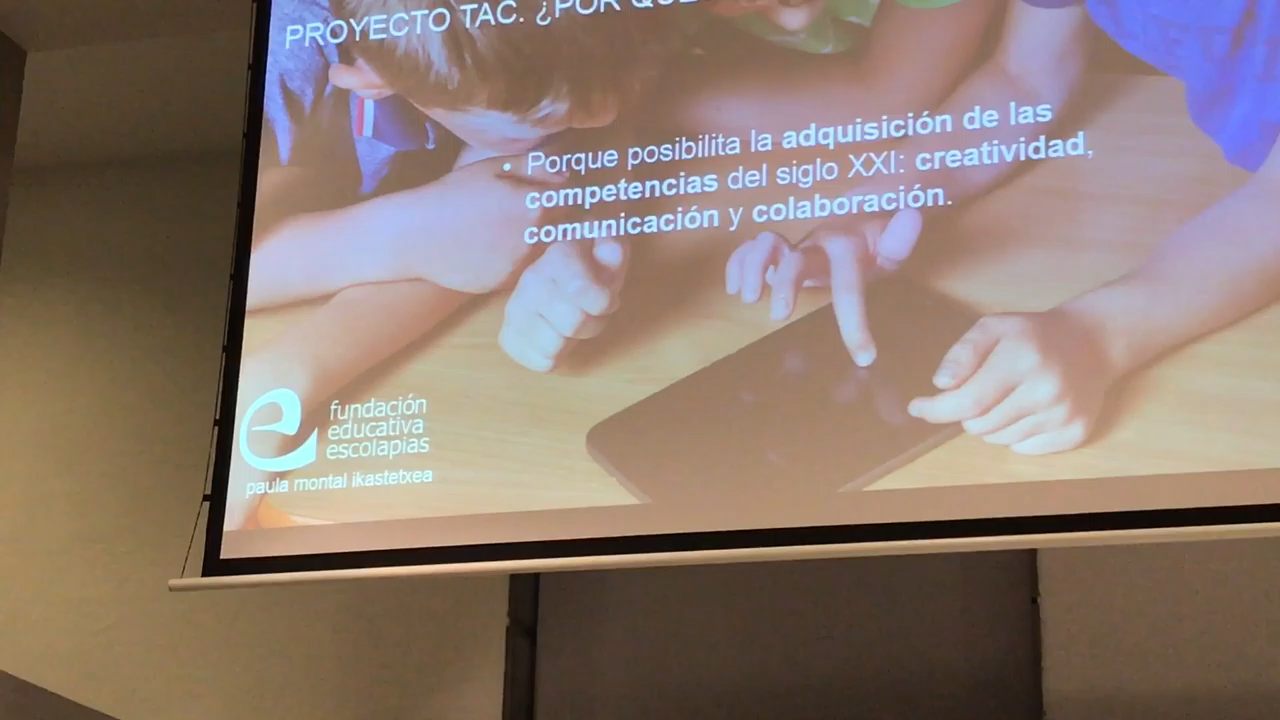 PROYECTO TAC. ¿POR QUÉ
• Porque posibilita la adquisición de las
competencias del siglo XXI: creatividad,
comunicación y colaboración.
fundación
educativa
escolapias
paula montal ikastetxea